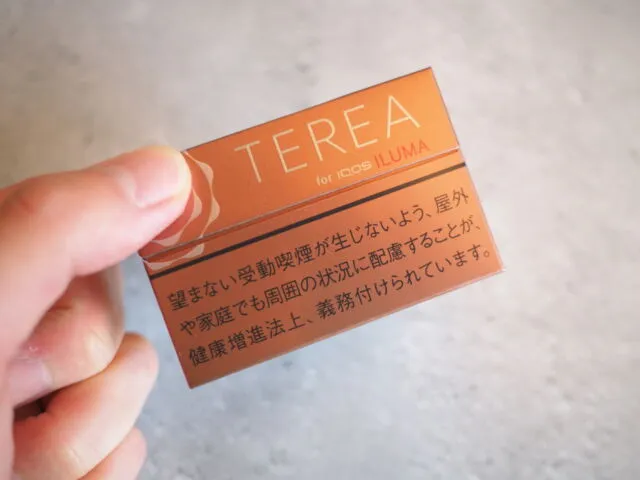 TEREA
for IQOS ILUMA
望まない受動喫煙が生じないよう、屋外
や家庭でも周囲の状況に配慮することが、
健康増進法上、義務付けられています。